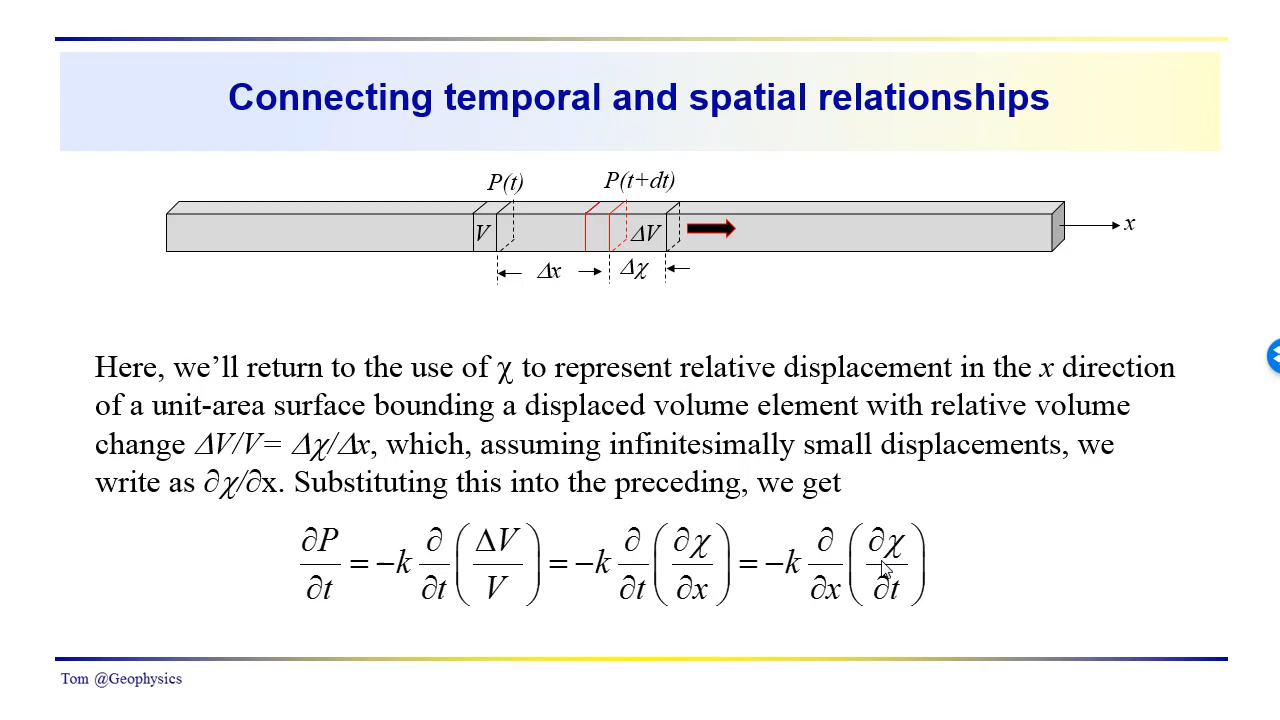 Connecting temporal and spatial relationships
P(t) P(t+dt)
V ΔV x
Δx Δχ
Here, we’ll return to the use of χ to represent relative displacement in the x direction
of a unit-area surface bounding a displaced volume element with relative volume
change ΔV/V= Δχ/Δx, which, assuming infinitesimally small displacements, we
write as ∂χ/∂x. Substituting this into the preceding, we get
∂P/∂t = −k ∂/∂t (ΔV/V) = −k ∂/∂t (∂χ/∂x) = −k ∂/∂x (∂χ/∂t)
Tom @Geophysics